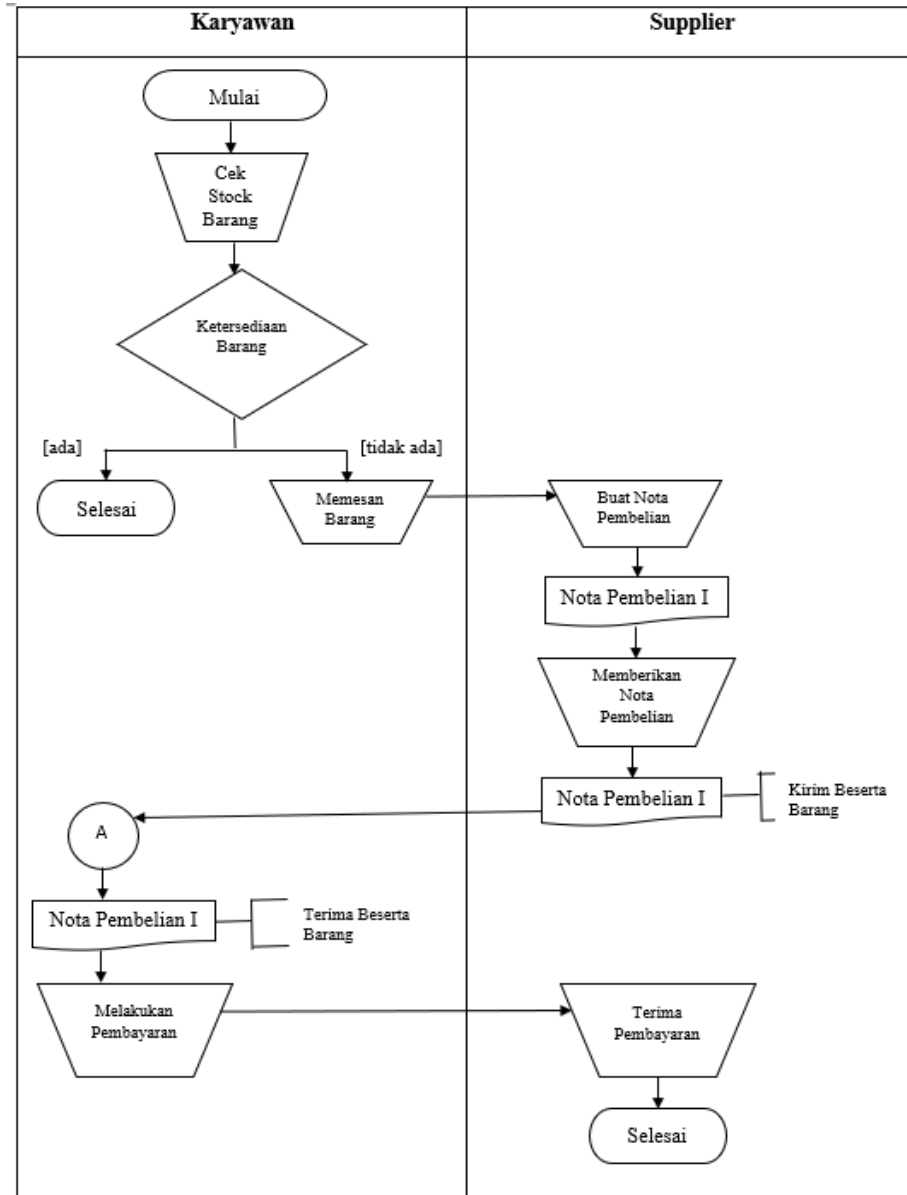 Karyawan
Supplier
Mulai
Cek
Stock
Barang
Ketersediaan
Barang
[ada]
[tidak ada]
Selesai
Memesan
Barang
Buat Nota
Pembelian
Nota Pembelian I
Memberikan
Nota
Pembelian
Nota Pembelian I
Kirim Beserta
Barang
A
Nota Pembelian I
Terima Beserta
Barang
Melakukan
Pembayaran
Terima
Pembayaran
Selesai